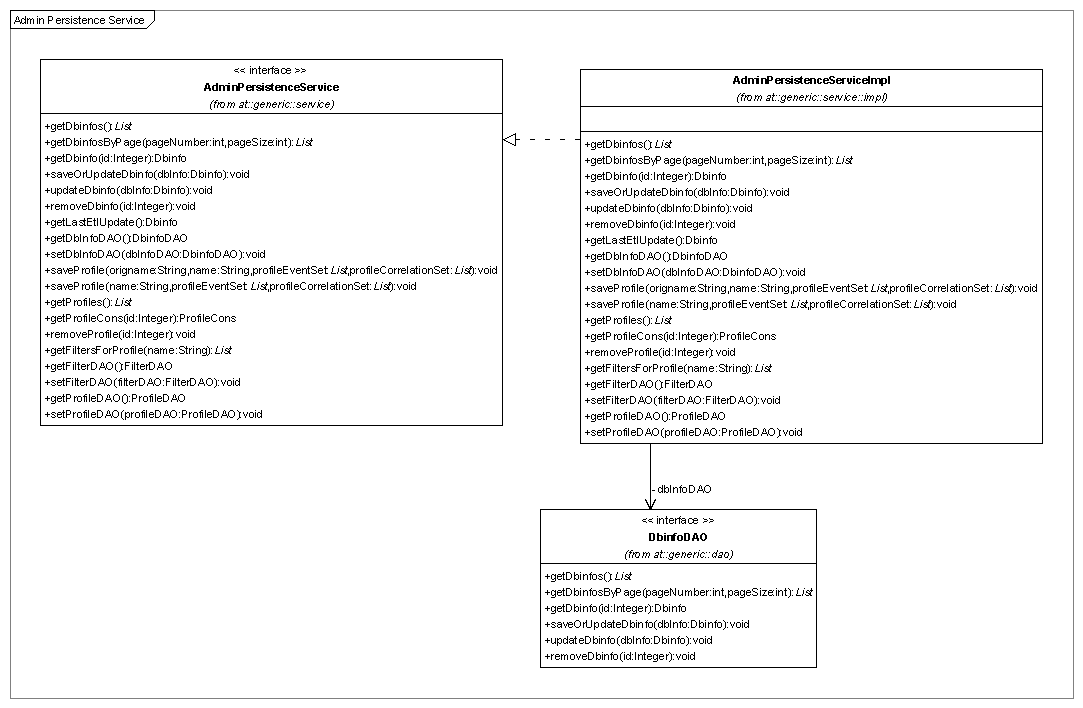 Admin Persistence Service
<< interface >>
AdminPersistenceService
(from at::generic::service)
+getDbinfos():List
+getDbinfosByPage(pageNumber:int,pageSize:int):List
+getDbinfo(id:Integer):Dbinfo
+saveOrUpdateDbinfo(dbInfo:Dbinfo):void
+updateDbinfo(dbInfo:Dbinfo):void
+removeDbinfo(id:Integer):void
+getLastEtlUpdate():Dbinfo
+getDbInfoDAO():DbinfoDAO
+setDbInfoDAO(dbInfoDAO:DbinfoDAO):void
+saveProfile(origname:String,name:String,profileEventSet:List,profileCorrelationSet:List):void
+saveProfile(name:String,profileEventSet:List,profileCorrelationSet:List):void
+getProfiles():List
+getProfileCons(id:Integer):ProfileCons
+removeProfile(id:Integer):void
+getFiltersForProfile(name:String):List
+getFilterDAO():FilterDAO
+setFilterDAO(filterDAO:FilterDAO):void
+getProfileDAO():ProfileDAO
+setProfileDAO(profileDAO:ProfileDAO):void
AdminPersistenceServiceImpl
(from at::generic::service::impl)
+getDbinfos():List
+getDbinfosByPage(pageNumber:int,pageSize:int):List
+getDbinfo(id:Integer):Dbinfo
+saveOrUpdateDbinfo(dbInfo:Dbinfo):void
+updateDbinfo(dbInfo:Dbinfo):void
+removeDbinfo(id:Integer):void
+getLastEtlUpdate():Dbinfo
+getDbInfoDAO():DbinfoDAO
+setDbInfoDAO(dbInfoDAO:DbinfoDAO):void
+saveProfile(origname:String,name:String,profileEventSet:List,profileCorrelationSet:List):void
+saveProfile(name:String,profileEventSet:List,profileCorrelationSet:List):void
+getProfiles():List
+getProfileCons(id:Integer):ProfileCons
+removeProfile(id:Integer):void
+getFiltersForProfile(name:String):List
+getFilterDAO():FilterDAO
+setFilterDAO(filterDAO:FilterDAO):void
+getProfileDAO():ProfileDAO
+setProfileDAO(profileDAO:ProfileDAO):void
- dbInfoDAO
<< interface >>
DbinfoDAO
(from at::generic::dao)
+getDbinfos():List
+getDbinfosByPage(pageNumber:int,pageSize:int):List
+getDbinfo(id:Integer):Dbinfo
+saveOrUpdateDbinfo(dbInfo:Dbinfo):void
+updateDbinfo(dbInfo:Dbinfo):void
+removeDbinfo(id:Integer):void